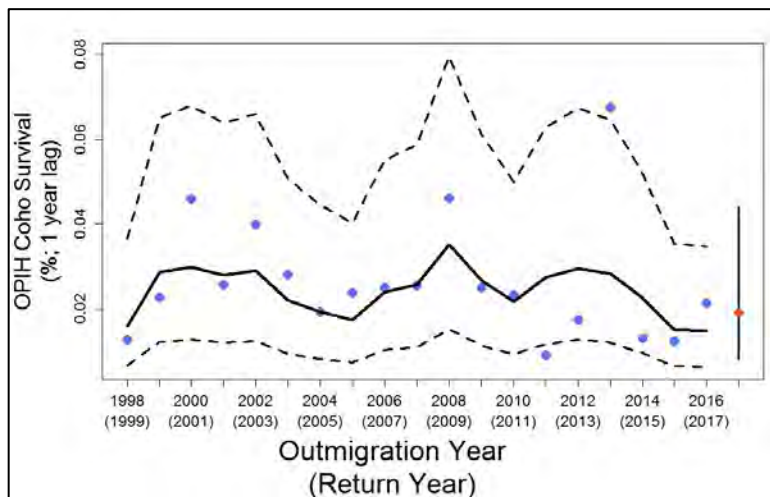 OPIH Coho Survival
(%; 1 year lag)
0.08
0.06
0.04
0.02
1998 2000 2002 2004 2006 2008 2010 2012 2014 2016
(1999) (2001) (2003) (2005) (2007) (2009) (2011) (2013) (2015) (2017)
Outmigration Year
(Return Year)